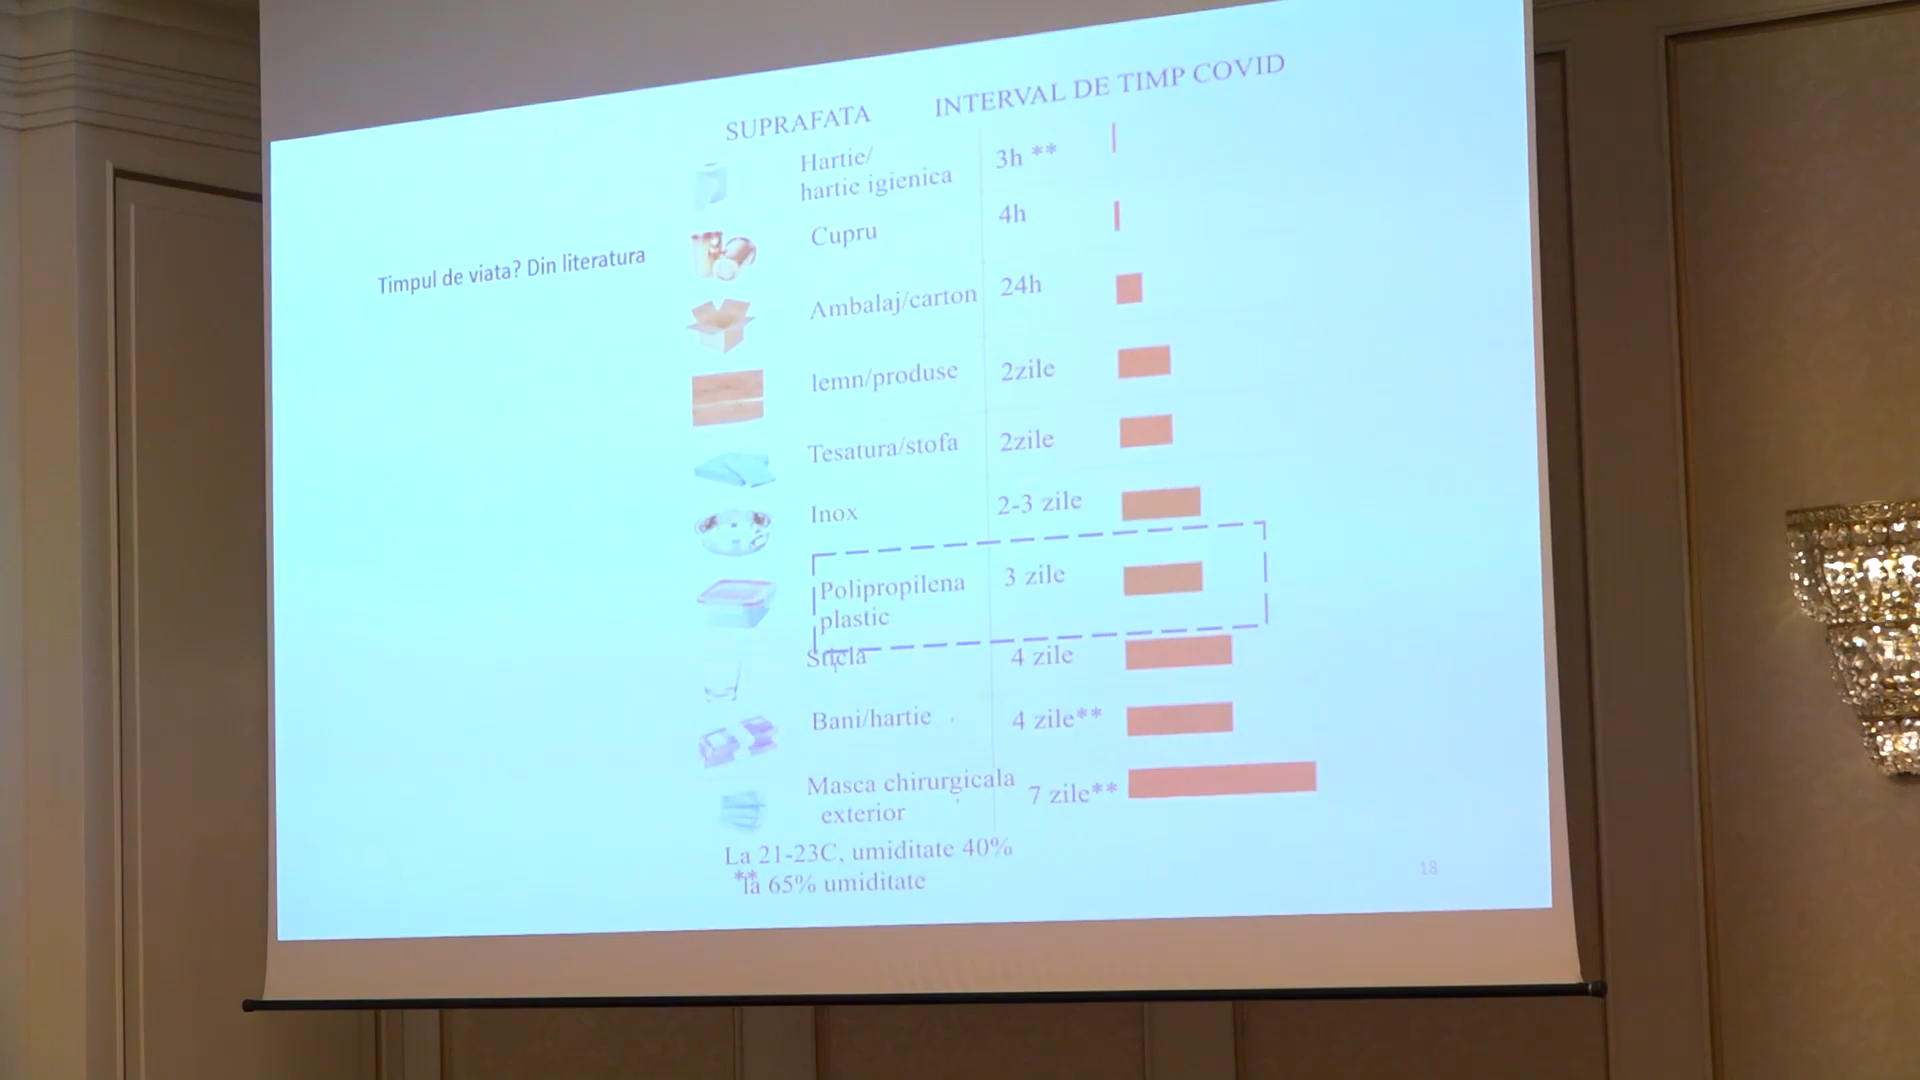 SUPRAFATA INTERVAL DE TIMP COVID
Timpul de viata? Din literatura
Hartie/
hartie igienica 3h **
Cupru 4h
Ambalaj/carton 24h
lemn/produse 2zile
Tesatura/stofa 2zile
Inox 2-3 zile
Polipropilena 3 zile
plastic
Sticla 4 zile
Bani/hartie 4 zile**
Masca chirurgicala
exterior 7 zile**
La 21-23C, umiditate 40%
**la 65% umiditate
18